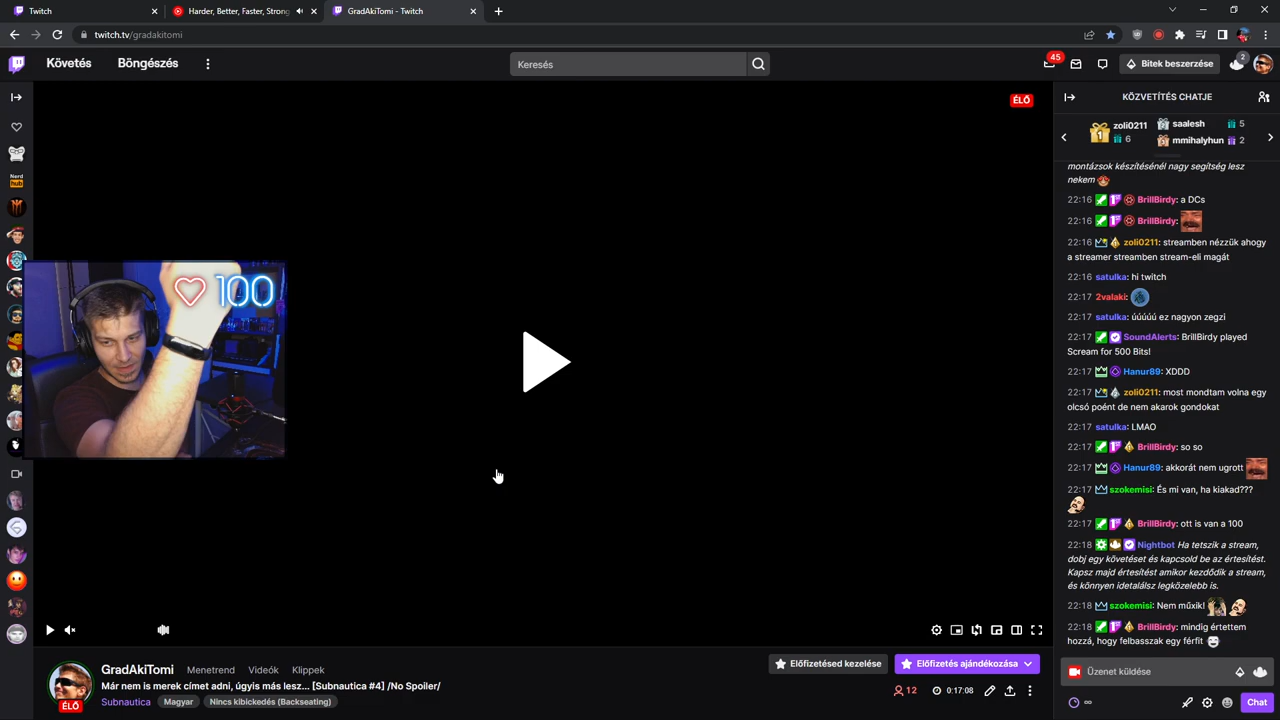 Twitch
Harder, Better, Faster, Strong
GradAkiTomi - Twitch
twitch.tv/gradakitomi
Követés
Böngészés
Keresés
45
Bitek beszerzése
2
ÉLŐ
KÖZVETÍTÉS CHATJE
Nerd
hub
1
zoli0211
6
saalesh
5
mmihalyhun
2
montázsok készítésénél nagy segítség lesz
nekem
22:16 BrillBirdy: a DCs
22:16 BrillBirdy:
22:16 zoli0211: streamben nézzük ahogy
a streamer streamben stream-eli magát
22:16 satulka: hi twitch
22:17 2valaki:
22:17 satulka: úúúúú ez nagyon zegzi
22:17 SoundAlerts: BrillBirdy played
Scream for 500 Bits!
22:17 Hanur89: XDDD
22:17 zoli0211: most mondtam volna egy
olcsó poént de nem akarok gondokat
22:17 satulka: LMAO
22:17 BrillBirdy: so so
22:17 Hanur89: akkorát nem ugrott
22:17 szokemisi: És mi van, ha kiakad???
22:17 BrillBirdy: ott is van a 100
22:18 Nightbot Ha tetszik a stream,
dobj egy követéset és kapcsold be az értesítést.
Kapsz majd értesítést amikor kezdődik a stream,
és könnyen idetalálsz legközelebb is.
22:18 szokemisi: Nem műxik!
22:18 BrillBirdy: mindig értettem
hozzá, hogy felbasszak egy férfit
Üzenet küldése
∞
Chat
100
GradAkiTomi
Menetrend
Videók
Klippek
Már nem is merek címet adni, úgyis más lesz... [Subnautica #4] /No Spoiler/
Subnautica
Magyar
Nincs kibickedés (Backseating)
ÉLŐ
Előfizetésed kezelése
Előfizetés ajándékozása
12
0:17:08